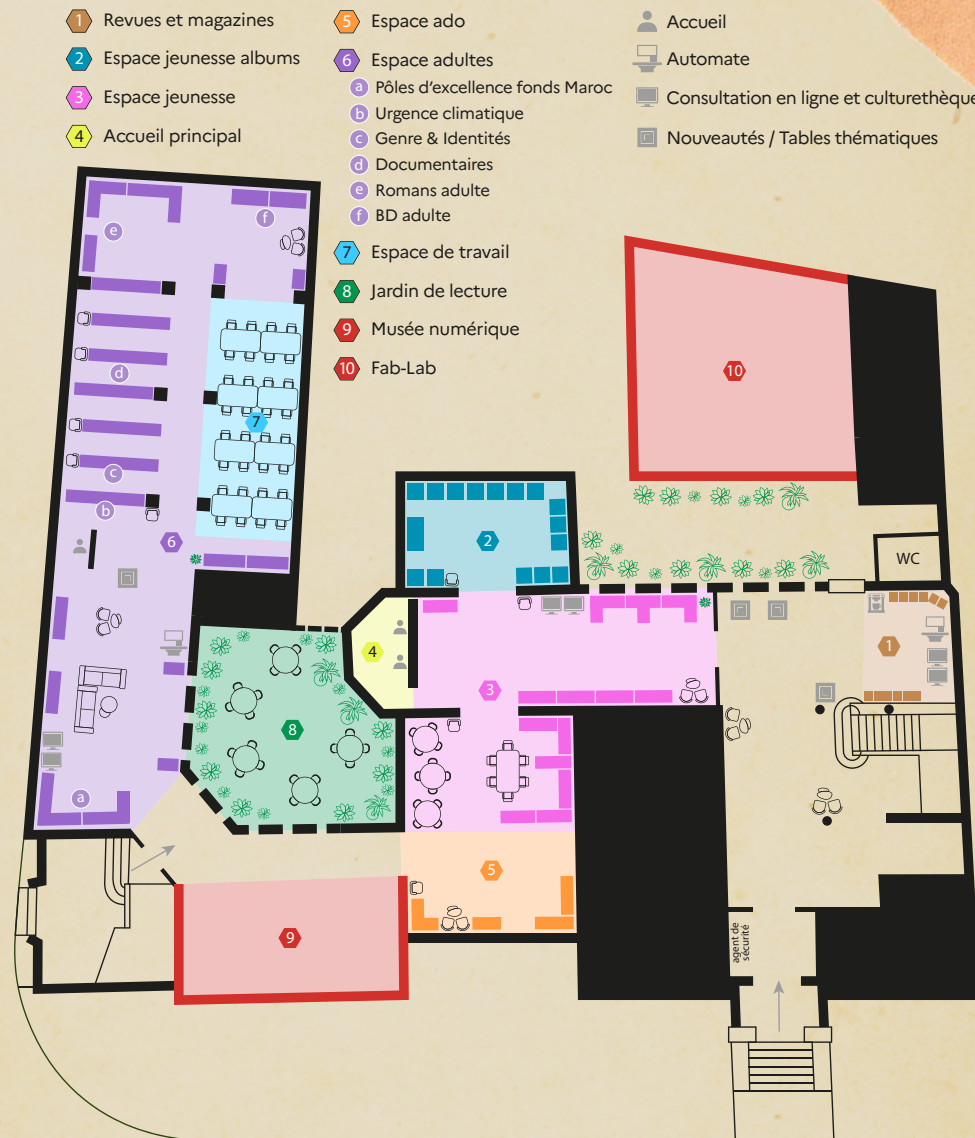 1 Revues et magazines
2 Espace jeunesse albums
3 Espace jeunesse
4 Accueil principal
5 Espace ado
6 Espace adultes
a Pôles d'excellence fonds Maroc
b Urgence climatique
c Genre & Identités
d Documentaires
e Romans adulte
f BD adulte
7 Espace de travail
8 Jardin de lecture
9 Musée numérique
10 Fab-Lab
Accueil
Automate
Consultation en ligne et culturethèque
Nouveautés / Tables thématiques
e
f
d
7
c
b
6
a
8
4
2
3
5
9
10
WC
1
agent de
sécurité